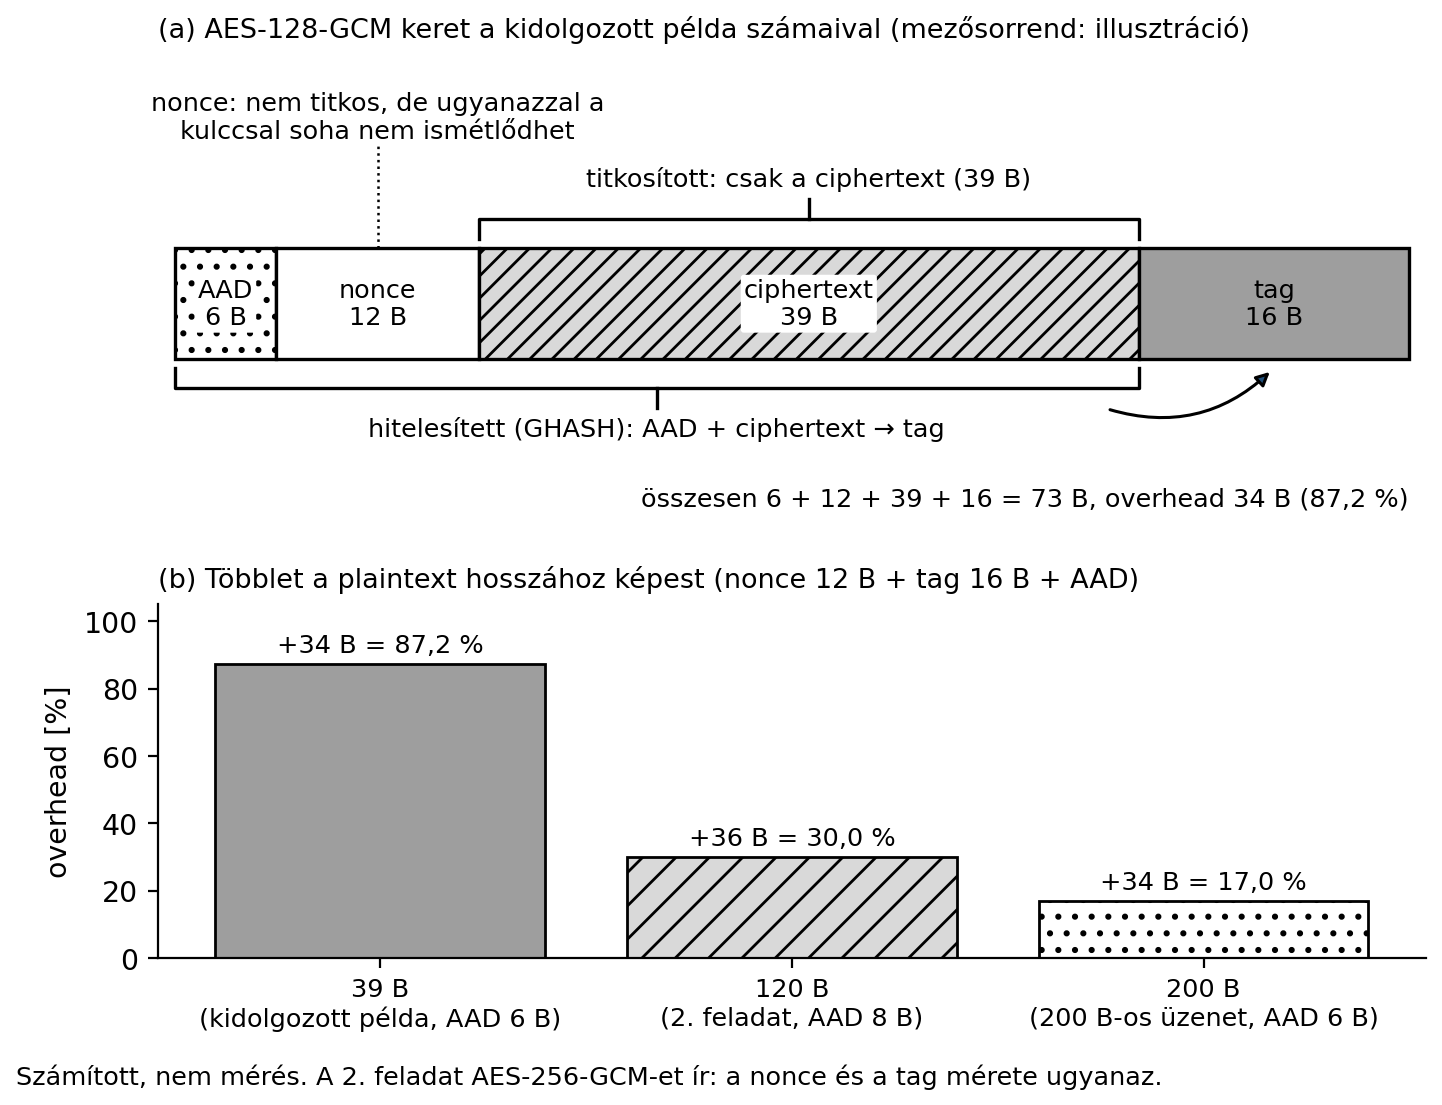 (a) AES-128-GCM keret a kidolgozott példa számaival (mezősorrend: illusztráció)
nonce: nem titkos, de ugyanazzal a
kulccsal soha nem ismétlődhet
titkosított: csak a ciphertext (39 B)
AAD
6 B
nonce
12 B
ciphertext
39 B
tag
16 B
hitelesített (GHASH): AAD + ciphertext → tag
összesen 6 + 12 + 39 + 16 = 73 B, overhead 34 B (87,2 %)
(b) Többlet a plaintext hosszához képest (nonce 12 B + tag 16 B + AAD)
overhead [%]
100
80
60
40
20
0
+34 B = 87,2 %
+36 B = 30,0 %
+34 B = 17,0 %
39 B
(kidolgozott példa, AAD 6 B)
120 B
(2. feladat, AAD 8 B)
200 B
(200 B-os üzenet, AAD 6 B)
Számított, nem mérés. A 2. feladat AES-256-GCM-et ír: a nonce és a tag mérete ugyanaz.